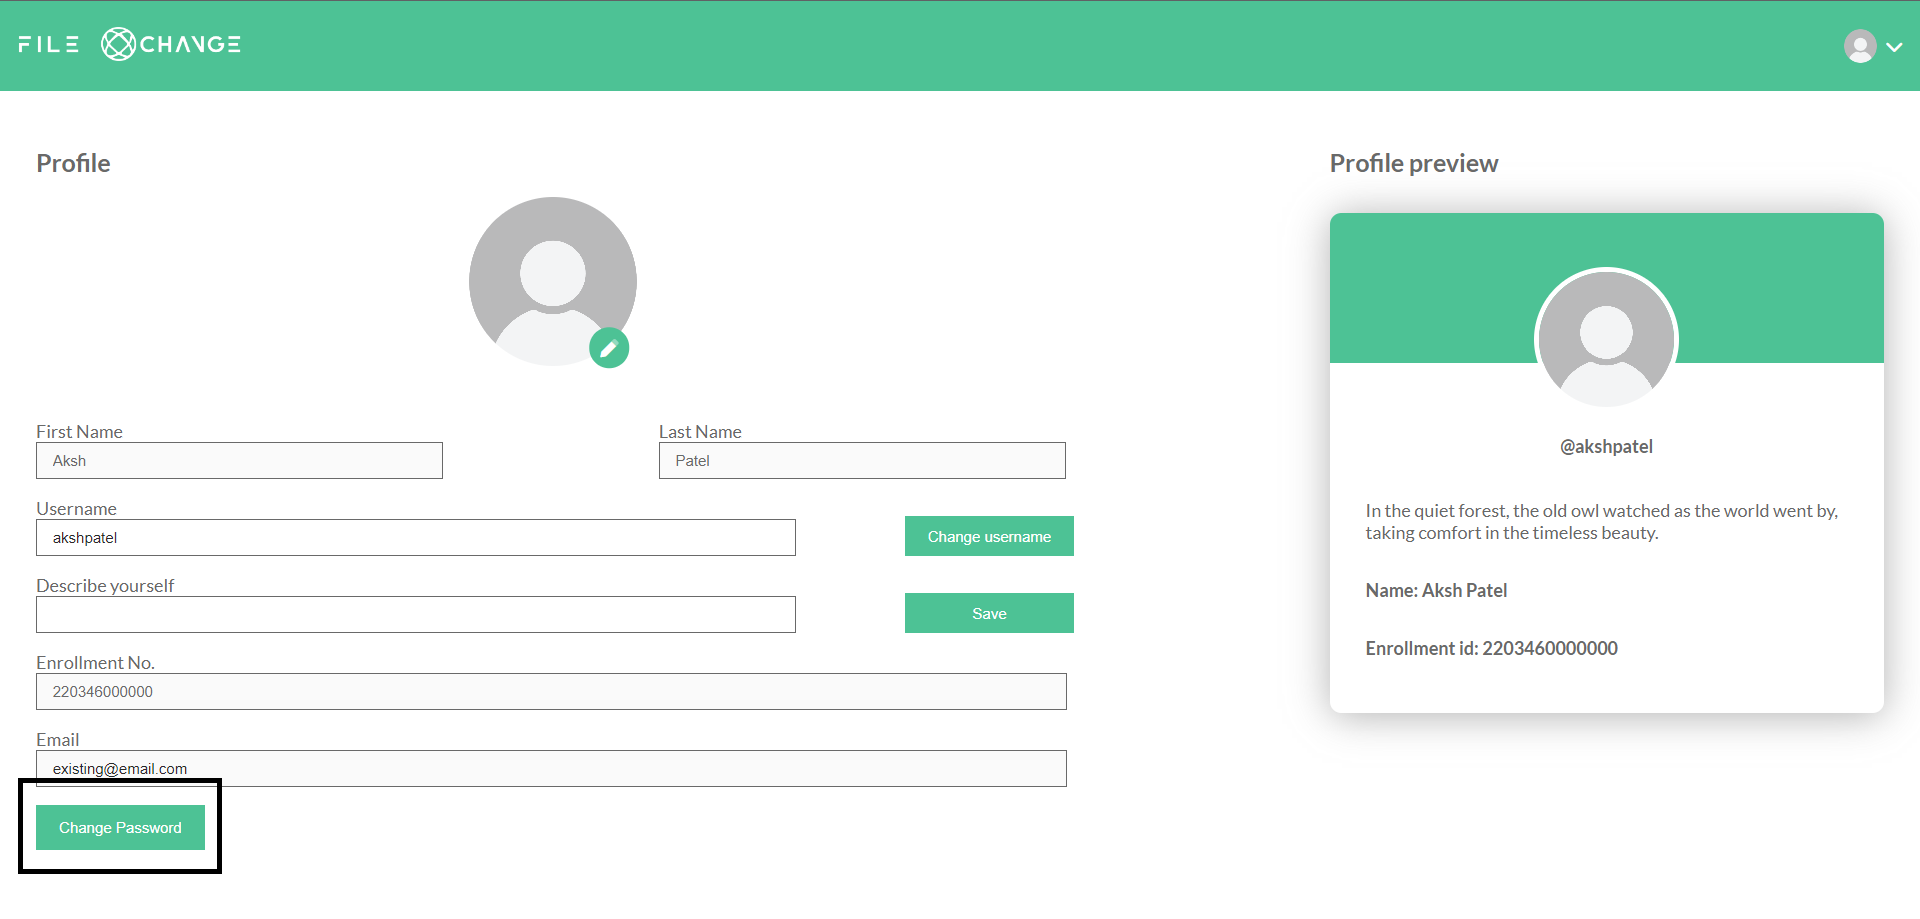 FILE XCHANGE
Profile
First Name
Last Name
Aksh
Patel
Username
akshpatel
Change username
Describe yourself
Save
Enrollment No.
220346000000
Email
existing@email.com
Change Password
Profile preview
@akshpatel
In the quiet forest, the old owl watched as the world went by,
taking comfort in the timeless beauty.
Name: Aksh Patel
Enrollment id: 2203460000000